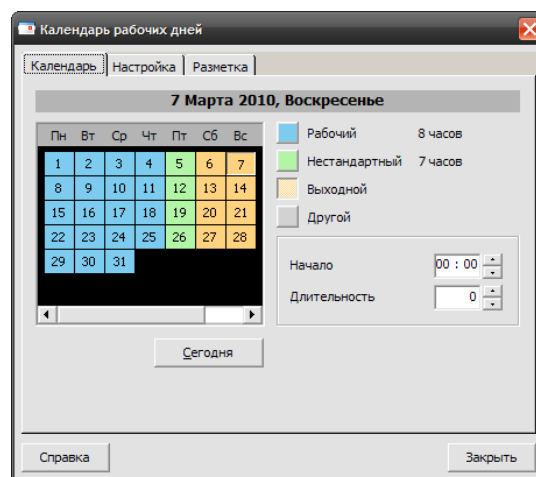 Календарь рабочих дней
Календарь Настройка Разметка
7 Марта 2010, Воскресенье
Пн Вт Ср Чт Пт Сб Вс
1 2 3 4 5 6 7
8 9 10 11 12 13 14
15 16 17 18 19 20 21
22 23 24 25 26 27 28
29 30 31
Рабочий 8 часов
Нестандартный 7 часов
Выходной
Другой
Начало 00 : 00
Длительность 0
Сегодня
Справка Закрыть